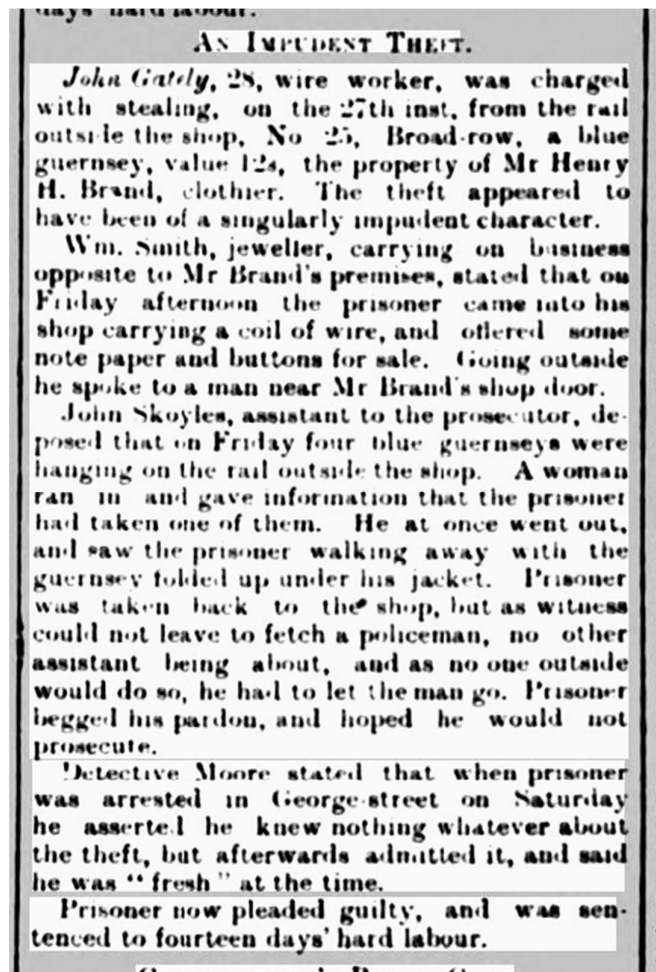 days' hard labour.
AN IMPUDENT THEFT.
John Gately, 28, wire worker, was charged
with stealing, on the 27th inst, from the rail
outside the shop, No 25, Broad-row, a blue
guernsey, value 12s, the property of Mr Henry
H. Brand, clothier. The theft appeared to
have been of a singularly impudent character.
Wm. Smith, jeweller, carrying on business
opposite to Mr Brand's premises, stated that on
Friday afternoon the prisoner came into his
shop carrying a coil of wire, and offered some
note paper and buttons for sale. Going outside
he spoke to a man near Mr Brand's shop door.
John Skoyles, assistant to the prosecutor, de-
posed that on Friday four blue guernseys were
hanging on the rail outside the shop. A woman
ran in and gave information that the prisoner
had taken one of them. He at once went out,
and saw the prisoner walking away with the
guernsey folded up under his jacket. Prisoner
was taken back to the shop, but as witness
could not leave to fetch a policeman, no other
assistant being about, and as no one outside
would do so, he had to let the man go. Prisoner
begged his pardon, and hoped he would not
prosecute.
Detective Moore stated that when prisoner
was arrested in George-street on Saturday
he asserted he knew nothing whatever about
the theft, but afterwards admitted it, and said
he was "fresh" at the time.
Prisoner now pleaded guilty, and was sen-
tenced to fourteen days' hard labour.